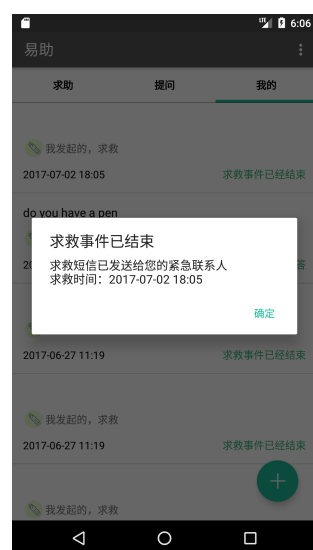 LTE 6:06
易助
求助 提问 我的
我发起的，求救
2017-07-02 18:05 求救事件已经结束
do you have a pen
求救事件已结束
求救短信已发送给您的紧急联系人
求救时间：2017-07-02 18:05
确定
20 答
2017-06-27 11:19 求救事件已经结束
我发起的，求救
2017-06-27 11:19 求救事件已经结束
我发起的，求救